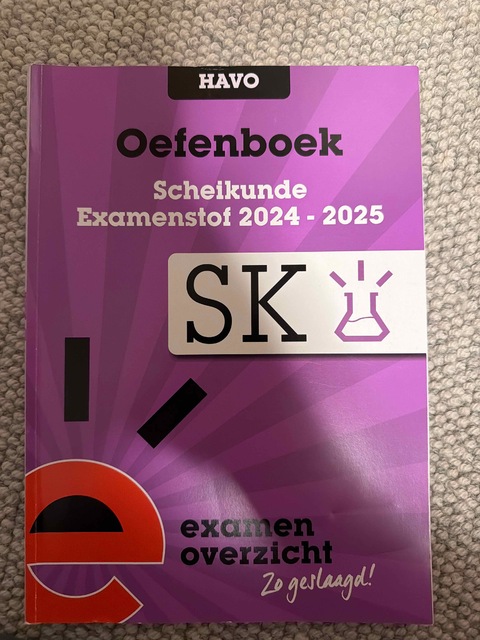 HAVO
Oefenboek
Scheikunde
Examenstof 2024 - 2025
SK
e
examen
overzicht
Zo geslaagd!